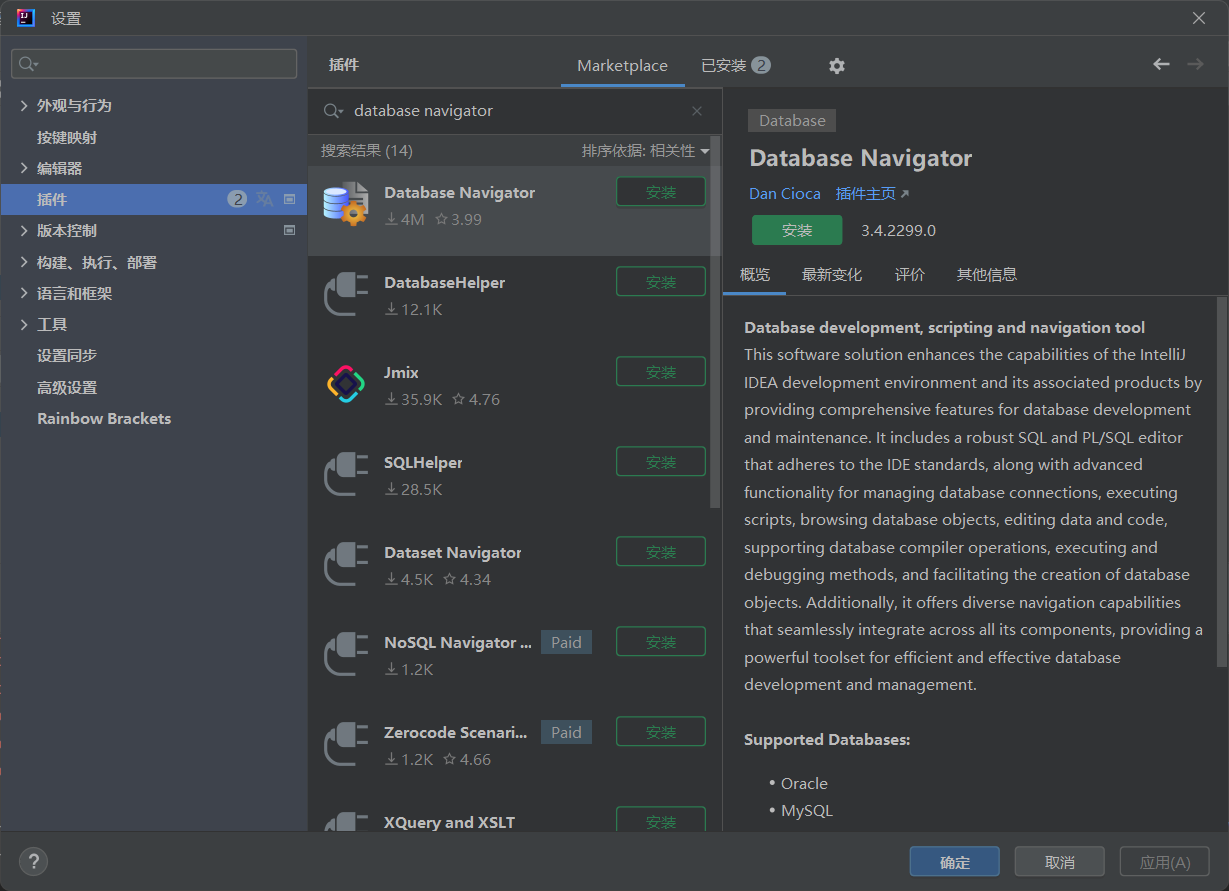 设置
插件
Marketplace
已安装 2
外观与行为
按键映射
编辑器
插件 2
版本控制
构建、执行、部署
语言和框架
工具
设置同步
高级设置
Rainbow Brackets
database navigator
搜索结果 (14)
排序依据: 相关性
Database Navigator
安装
4M 3.99
DatabaseHelper
安装
12.1K
Jmix
安装
35.9K 4.76
SQLHelper
安装
28.5K
Dataset Navigator
安装
4.5K 4.34
NoSQL Navigator ... Paid
安装
1.2K
Zerocode Scenari... Paid
安装
1.2K 4.66
XQuery and XSLT
安装
Database
Database Navigator
Dan Cioca 插件主页
安装 3.4.2299.0
概览 最新变化 评价 其他信息
Database development, scripting and navigation tool
This software solution enhances the capabilities of the IntelliJ
IDEA development environment and its associated products by
providing comprehensive features for database development
and maintenance. It includes a robust SQL and PL/SQL editor
that adheres to the IDE standards, along with advanced
functionality for managing database connections, executing
scripts, browsing database objects, editing data and code,
supporting database compiler operations, executing and
debugging methods, and facilitating the creation of database
objects. Additionally, it offers diverse navigation capabilities
that seamlessly integrate across all its components, providing a
powerful toolset for efficient and effective database
development and management.
Supported Databases:
• Oracle
• MySQL
?
确定
取消
应用(A)